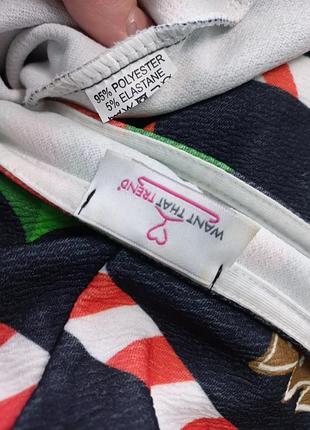 95% POLYESTER
5% ELASTANE
WANT THAT TREND